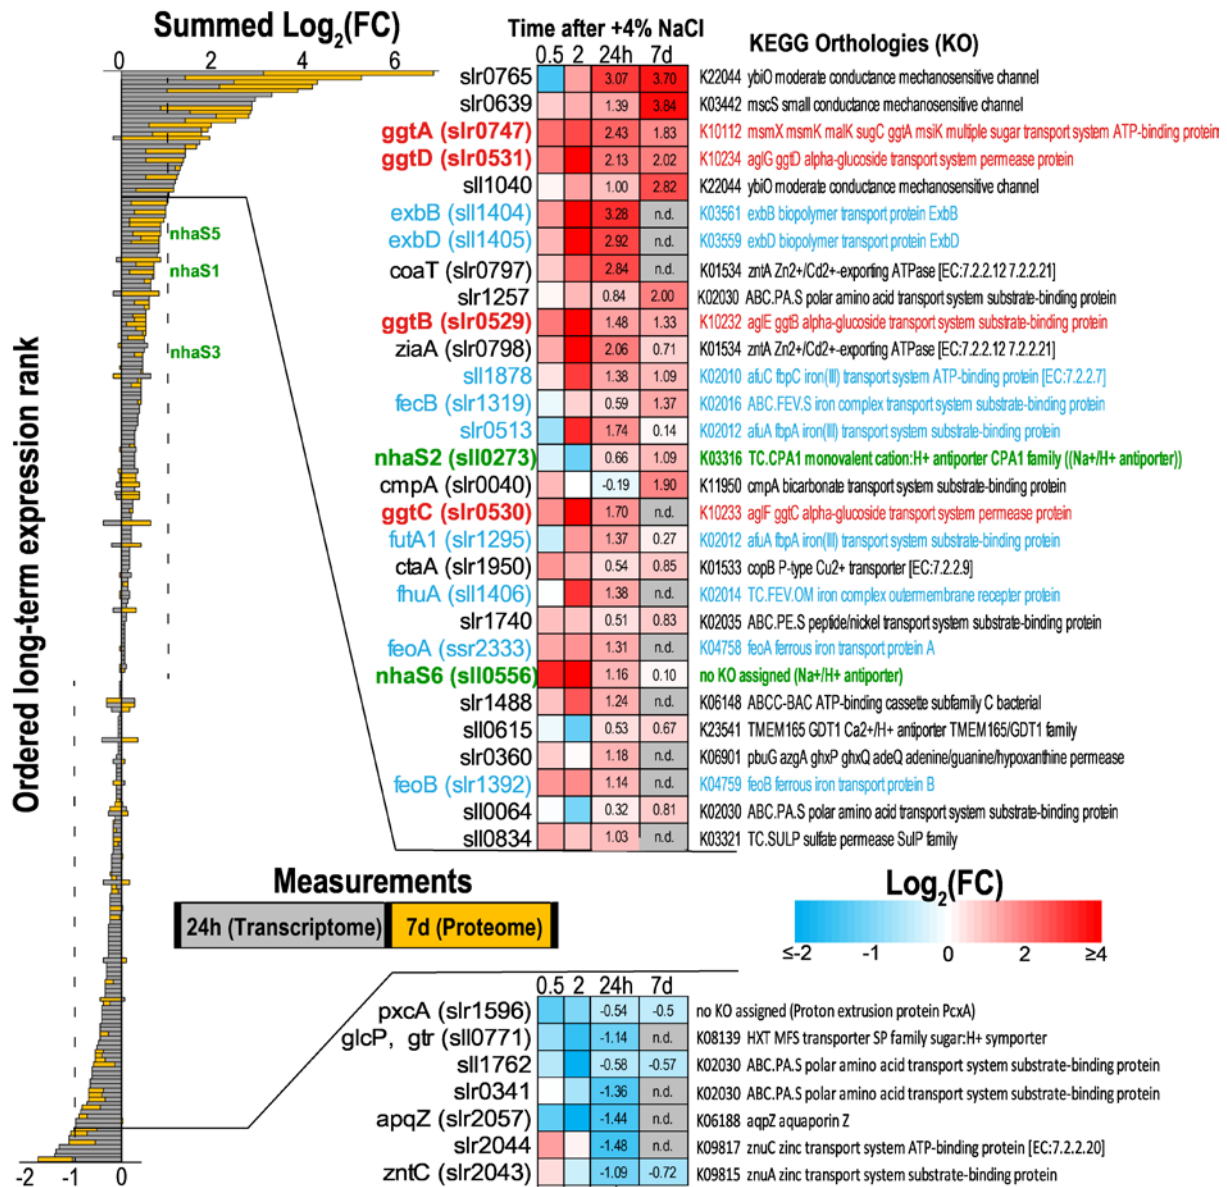 Summed Log2(FC)
0 2 4 6
Time after +4% NaCl
0.5 2 24h 7d
KEGG Orthologies (KO)
slr0765 3.07 3.70 K22044 ybiO moderate conductance mechanosensitive channel
slr0639 1.39 3.84 K03442 mscS small conductance mechanosensitive channel
ggtA (slr0747) 2.43 1.83 K10112 msmX msmK malK sugC ggtA msiK multiple sugar transport system ATP-binding protein
ggtD (slr0531) 2.13 2.02 K10234 aglG ggtD alpha-glucoside transport system permease protein
sll1040 1.00 2.82 K22044 ybiO moderate conductance mechanosensitive channel
exbB (sll1404) 3.28 n.d. K03561 exbB biopolymer transport protein ExbB
exbD (sll1405) 2.92 n.d. K03559 exbD biopolymer transport protein ExbD
coaT (slr0797) 2.84 n.d. K01534 zntA Zn2+/Cd2+-exporting ATPase [EC:7.2.2.12 7.2.2.21]
slr1257 0.84 2.00 K02030 ABC.PA.S polar amino acid transport system substrate-binding protein
ggtB (slr0529) 1.48 1.33 K10232 aglE ggtB alpha-glucoside transport system substrate-binding protein
ziaA (slr0798) 2.06 0.71 K01534 zntA Zn2+/Cd2+-exporting ATPase [EC:7.2.2.12 7.2.2.21]
sll1878 1.38 1.09 K02010 afuC fbpC iron(III) transport system ATP-binding protein [EC:7.2.2.7]
fecB (slr1319) 0.59 1.37 K02016 ABC.FEV.S iron complex transport system substrate-binding protein
slr0513 1.74 0.14 K02012 afuA fbpA iron(III) transport system substrate-binding protein
nhaS2 (sll0273) 0.66 1.09 K03316 TC.CPA1 monovalent cation:H+ antiporter CPA1 family ((Na+/H+ antiporter))
cmpA (slr0040) -0.19 1.90 K11950 cmpA bicarbonate transport system substrate-binding protein
ggtC (slr0530) 1.70 n.d. K10233 aglF ggtC alpha-glucoside transport system permease protein
futA1 (slr1295) 1.37 0.27 K02012 afuA fbpA iron(III) transport system substrate-binding protein
ctaA (slr1950) 0.54 0.85 K01533 copB P-type Cu2+ transporter [EC:7.2.2.9]
fhuA (sll1406) 1.38 n.d. K02014 TC.FEV.OM iron complex outermembrane recepter protein
slr1740 0.51 0.83 K02035 ABC.PE.S peptide/nickel transport system substrate-binding protein
feoA (ssr2333) 1.31 n.d. K04758 feoA ferrous iron transport protein A
nhaS6 (sll0556) 1.16 0.10 no KO assigned (Na+/H+ antiporter)
slr1488 1.24 n.d. K06148 ABCC-BAC ATP-binding cassette subfamily C bacterial
sll0615 0.53 0.67 K23541 TMEM165 GDT1 Ca2+/H+ antiporter TMEM165/GDT1 family
slr0360 1.18 n.d. K06901 pbuG azgA ghxP ghxQ adeQ adenine/guanine/hypoxanthine permease
feoB (slr1392) 1.14 n.d. K04759 feoB ferrous iron transport protein B
sll0064 0.32 0.81 K02030 ABC.PA.S polar amino acid transport system substrate-binding protein
sll0834 1.03 n.d. K03321 TC.SULP sulfate permease SulP family
nhaS5
nhaS1
nhaS3
Ordered long-term expression rank
Measurements
24h (Transcriptome) 7d (Proteome)
Log2(FC)
≤-2 -1 0 2 ≥4
0.5 2 24h 7d
pxcA (slr1596) -0.54 -0.5 no KO assigned (Proton extrusion protein PcxA)
glcP, gtr (sll0771) -1.14 n.d. K08139 HXT MFS transporter SP family sugar:H+ symporter
sll1762 -0.58 -0.57 K02030 ABC.PA.S polar amino acid transport system substrate-binding protein
slr0341 -1.36 n.d. K02030 ABC.PA.S polar amino acid transport system substrate-binding protein
apqZ (slr2057) -1.44 n.d. K06188 aqpZ aquaporin Z
slr2044 -1.48 n.d. K09817 znuC zinc transport system ATP-binding protein [EC:7.2.2.20]
zntC (slr2043) -1.09 -0.72 K09815 znuA zinc transport system substrate-binding protein
-2 -1 0